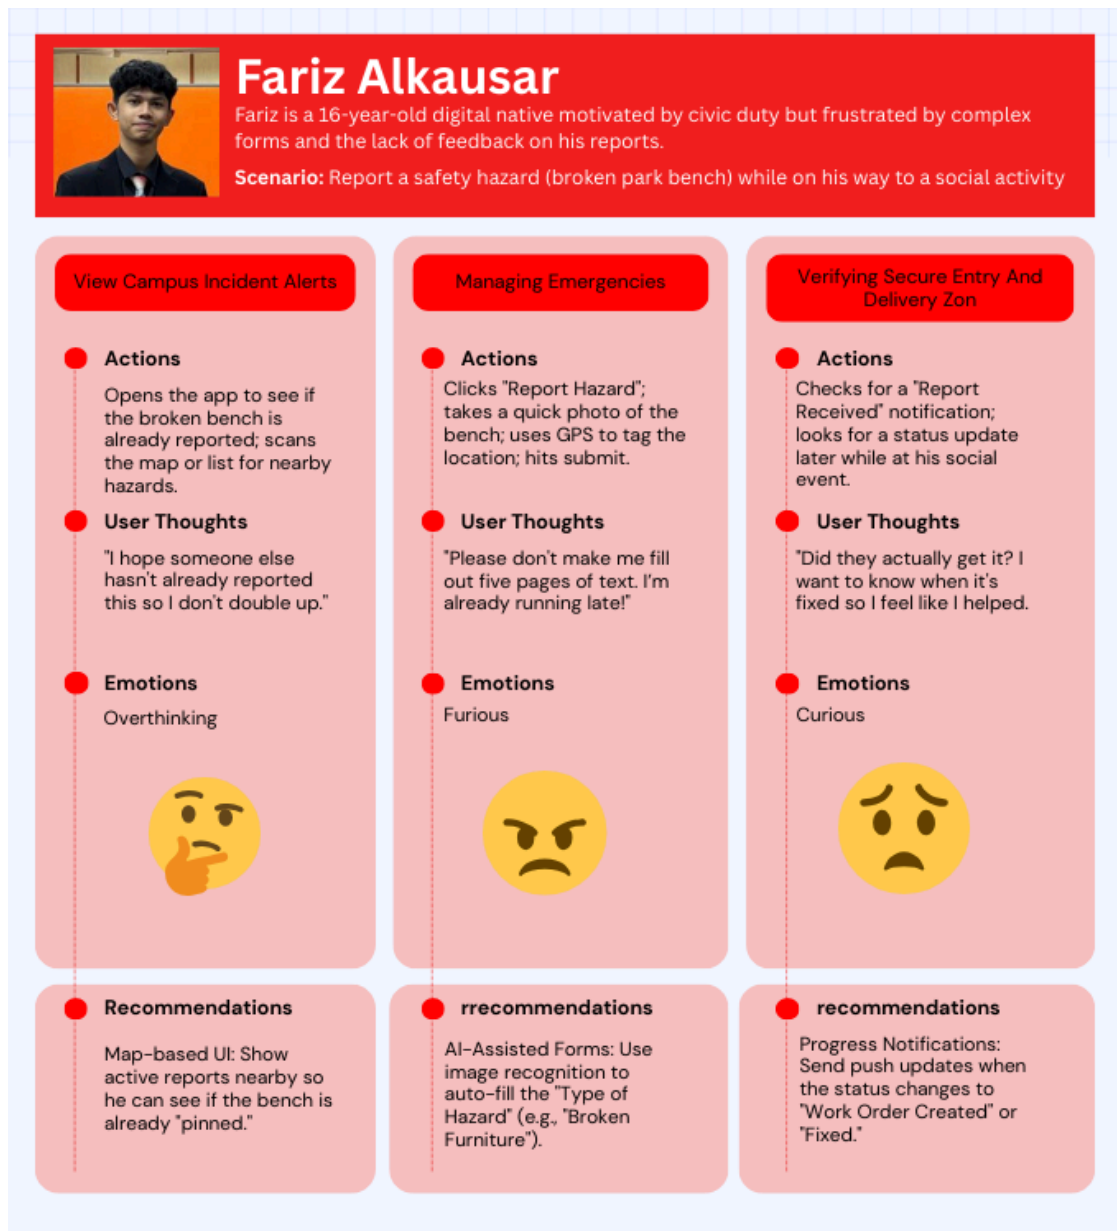 Fariz Alkausar
Fariz is a 16-year-old digital native motivated by civic duty but frustrated by complex
forms and the lack of feedback on his reports.
Scenario: Report a safety hazard (broken park bench) while on his way to a social activity
View Campus Incident Alerts
Actions
Opens the app to see if
the broken bench is
already reported; scans
the map or list for nearby
hazards.
User Thoughts
"I hope someone else
hasn't already reported
this so I don't double up."
Emotions
Overthinking
Recommendations
Map-based UI: Show
active reports nearby so
he can see if the bench is
already "pinned."
Managing Emergencies
Actions
Clicks "Report Hazard";
takes a quick photo of the
bench; uses GPS to tag the
location; hits submit.
User Thoughts
"Please don't make me fill
out five pages of text. I'm
already running late!"
Emotions
Furious
rrecommendations
AI-Assisted Forms: Use
image recognition to
auto-fill the "Type of
Hazard" (e.g., "Broken
Furniture").
Verifying Secure Entry And
Delivery Zon
Actions
Checks for a "Report
Received" notification;
looks for a status update
later while at his social
event.
User Thoughts
"Did they actually get it? I
want to know when it's
fixed so I feel like I helped.
Emotions
Curious
recommendations
Progress Notifications:
Send push updates when
the status changes to
"Work Order Created" or
"Fixed."